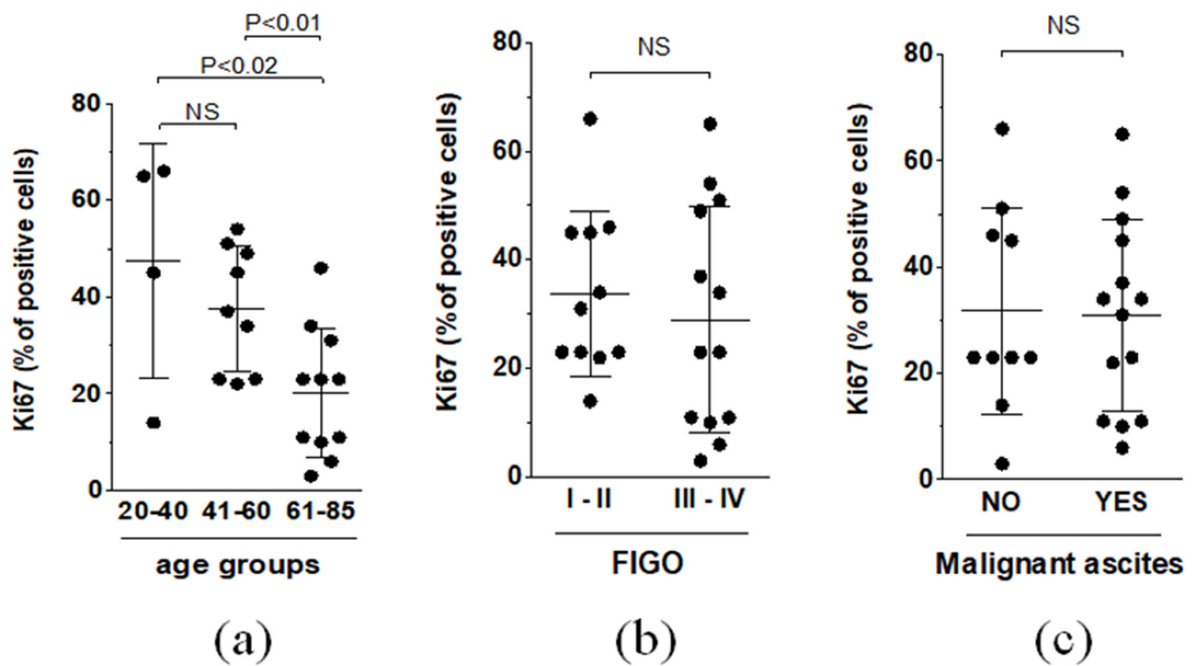 P<0.01
P<0.02
NS
Ki67 (% of positive cells)
80
60
40
20
0
20-40 41-60 61-85
age groups
(a)
NS
Ki67 (% of positive cells)
80
60
40
20
0
I - II III - IV
FIGO
(b)
NS
Ki67 (% of positive cells)
80
60
40
20
0
NO YES
Malignant ascites
(c)